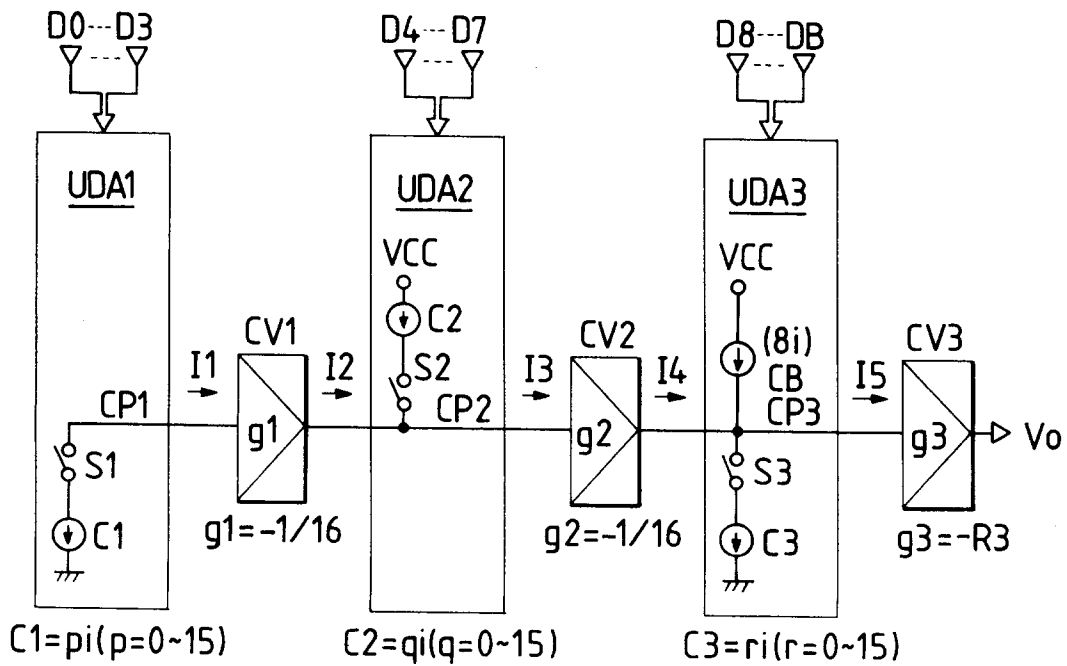 D0---D3
D4---D7
D8---DB
UDA1
UDA2
UDA3
VCC
VCC
C2
(8i)
CB
CV1
CV2
CV3
I1
I2
S2
I3
I4
I5
CP1
CP2
CP3
g1
g2
g3
Vo
S1
S3
C1
C3
g1=-1/16
g2=-1/16
g3=-R3
C1=pi(p=0~15)
C2=qi(q=0~15)
C3=ri(r=0~15)